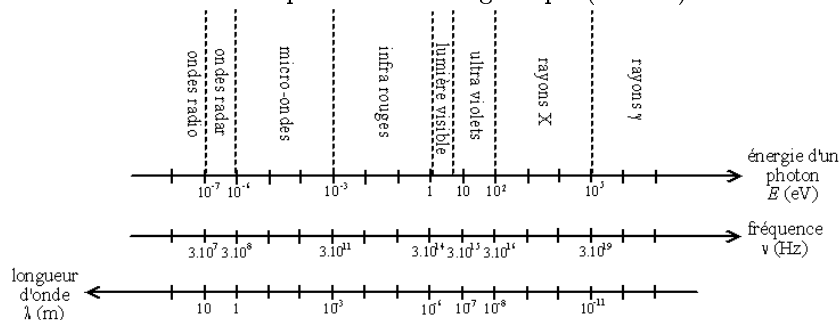 ondes radio
ondes radar
micro-ondes
infra rouges
lumière visible
ultra violets
rayons X
rayons γ
énergie d'un
photon
E (eV)
10⁻⁷ 10⁻⁶ 10⁻³ 1 10 10² 10⁵
fréquence
ν (Hz)
3.10⁷ 3.10⁸ 3.10¹¹ 3.10¹⁴ 3.10¹⁵ 3.10¹⁶ 3.10¹⁹
longueur
d'onde
λ (m)
10 1 10⁻³ 10⁻⁶ 10⁻⁷ 10⁻⁸ 10⁻¹¹